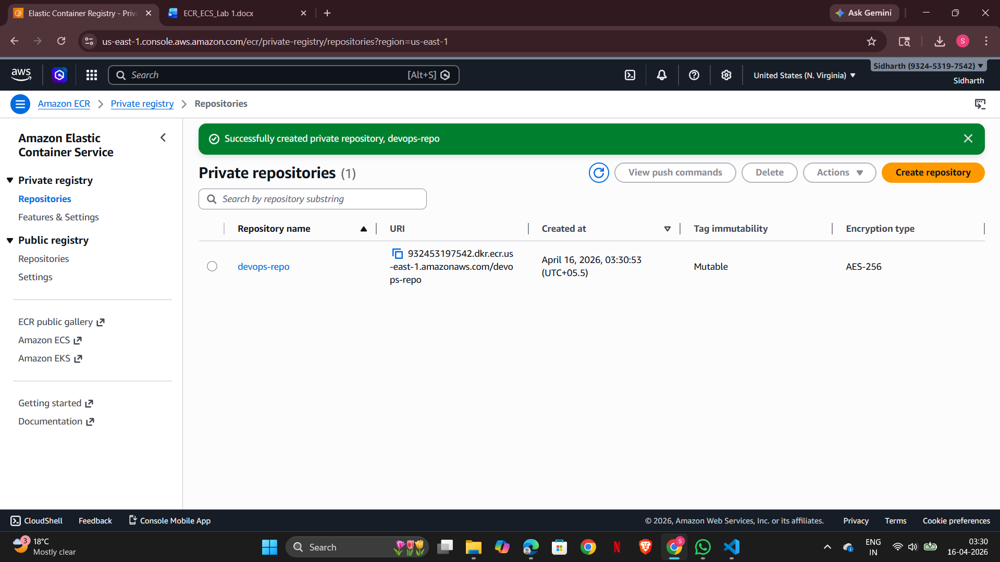 Elastic Container Registry - Priv
ECR_ECS_Lab 1.docx
Ask Gemini
us-east-1.console.aws.amazon.com/ecr/private-registry/repositories?region=us-east-1
S
aws
Search
[Alt+S]
United States (N. Virginia)
Sidharth (9324-5319-7542)
Sidharth
Amazon ECR
Private registry
Repositories
Amazon Elastic
Container Service
Private registry
Repositories
Features & Settings
Public registry
Repositories
Settings
ECR public gallery
Amazon ECS
Amazon EKS
Getting started
Documentation
Successfully created private repository, devops-repo
Private repositories (1)
View push commands
Delete
Actions
Create repository
Search by repository substring
Repository name
URI
Created at
Tag immutability
Encryption type
devops-repo
932453197542.dkr.ecr.us
-east-1.amazonaws.com/devo
ps-repo
April 16, 2026, 03:30:53
(UTC+05.5)
Mutable
AES-256
CloudShell
Feedback
Console Mobile App
© 2026, Amazon Web Services, Inc. or its affiliates.
Privacy
Terms
Cookie preferences
3
18°C
Mostly clear
Search
N
S
ENG
IN
03:30
16-04-2026